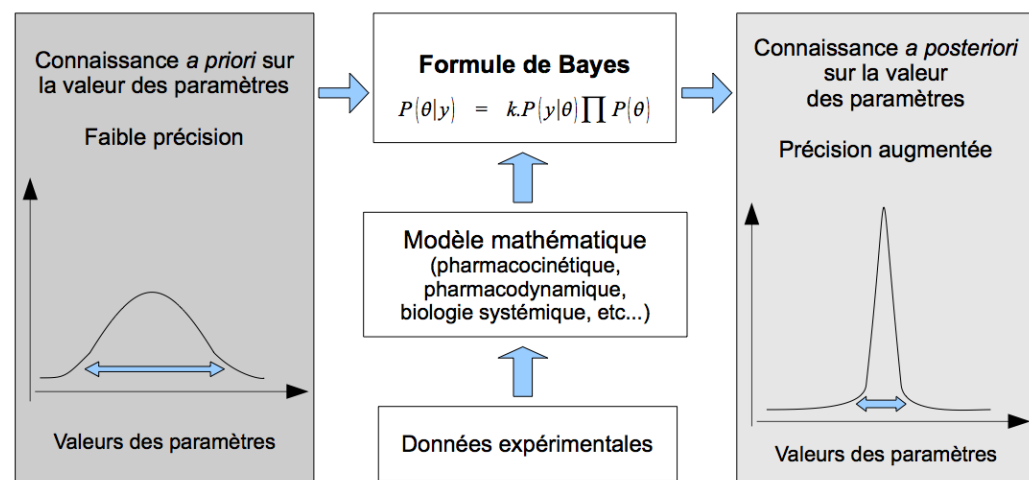 Connaissance a priori sur
la valeur des paramètres
Faible précision
Valeurs des paramètres
Formule de Bayes
P(θ|y) = k.P(y|θ)∏ P(θ)
Modèle mathématique
(pharmacocinétique,
pharmacodynamique,
biologie systémique, etc...)
Données expérimentales
Connaissance a posteriori
sur la valeur
des paramètres
Précision augmentée
Valeurs des paramètres